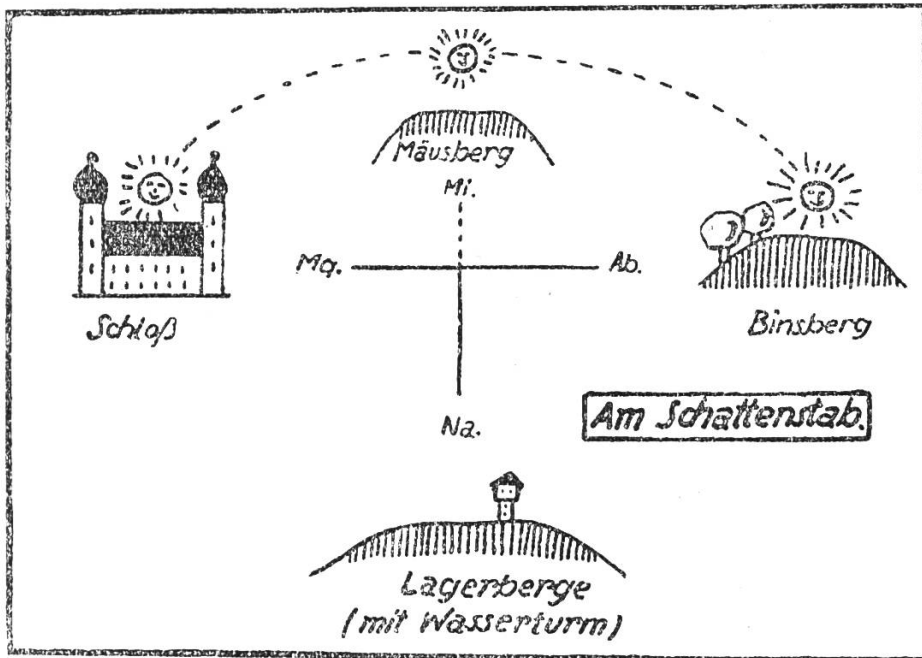 Mäusberg
Mi.
Mg. Ab.
Schloß
Binsberg
Na.
Am Schattenstab.
Lagerberge
(mit Wasserturm)